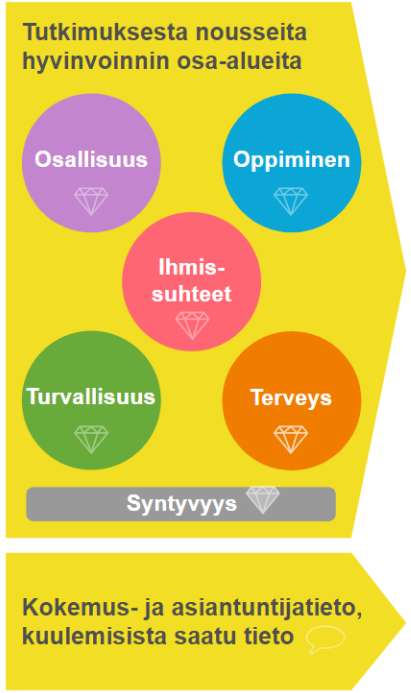 Tutkimuksesta nousseita
hyvinvoinnin osa-alueita
Osallisuus
Oppiminen
Ihmis-
suhteet
Turvallisuus
Terveys
Syntyvyys
Kokemus- ja asiantuntijatieto,
kuulemisista saatu tieto